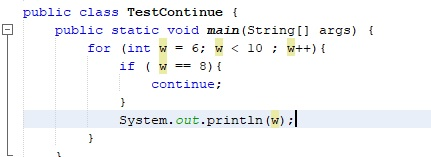 public class TestContinue {
public static void main(String[] args) {
for (int w = 6; w < 10 ; w++){
if ( w == 8){
continue;
}
System.out.println(w);
}
}